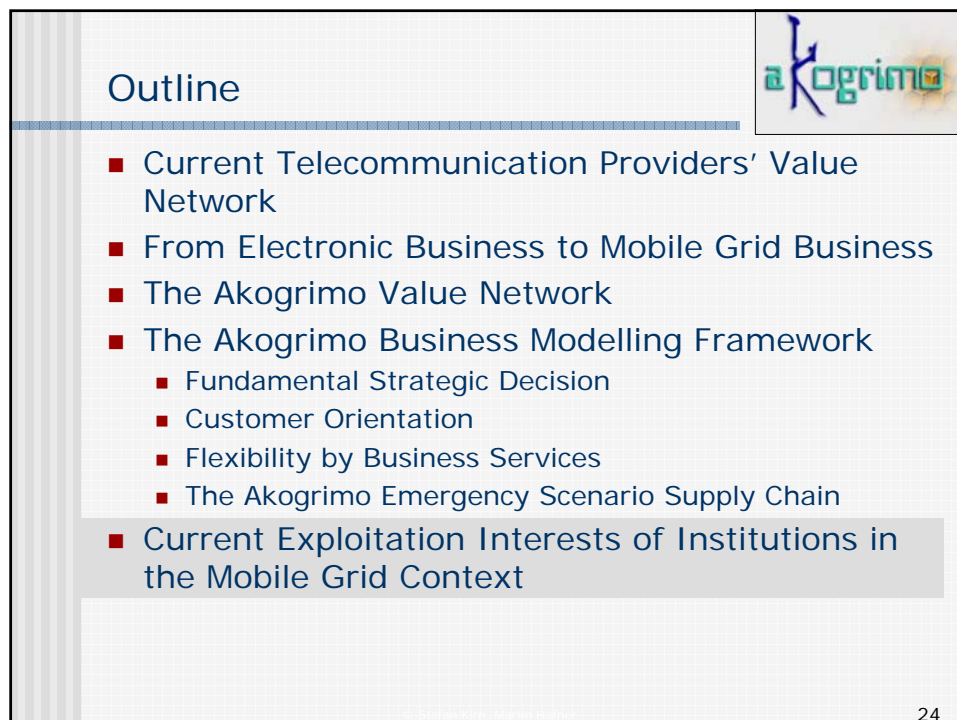 Outline
akogrimo
Current Telecommunication Providers' Value
Network
From Electronic Business to Mobile Grid Business
The Akogrimo Value Network
The Akogrimo Business Modelling Framework
Fundamental Strategic Decision
Customer Orientation
Flexibility by Business Services
The Akogrimo Emergency Scenario Supply Chain
Current Exploitation Interests of Institutions in
the Mobile Grid Context
24